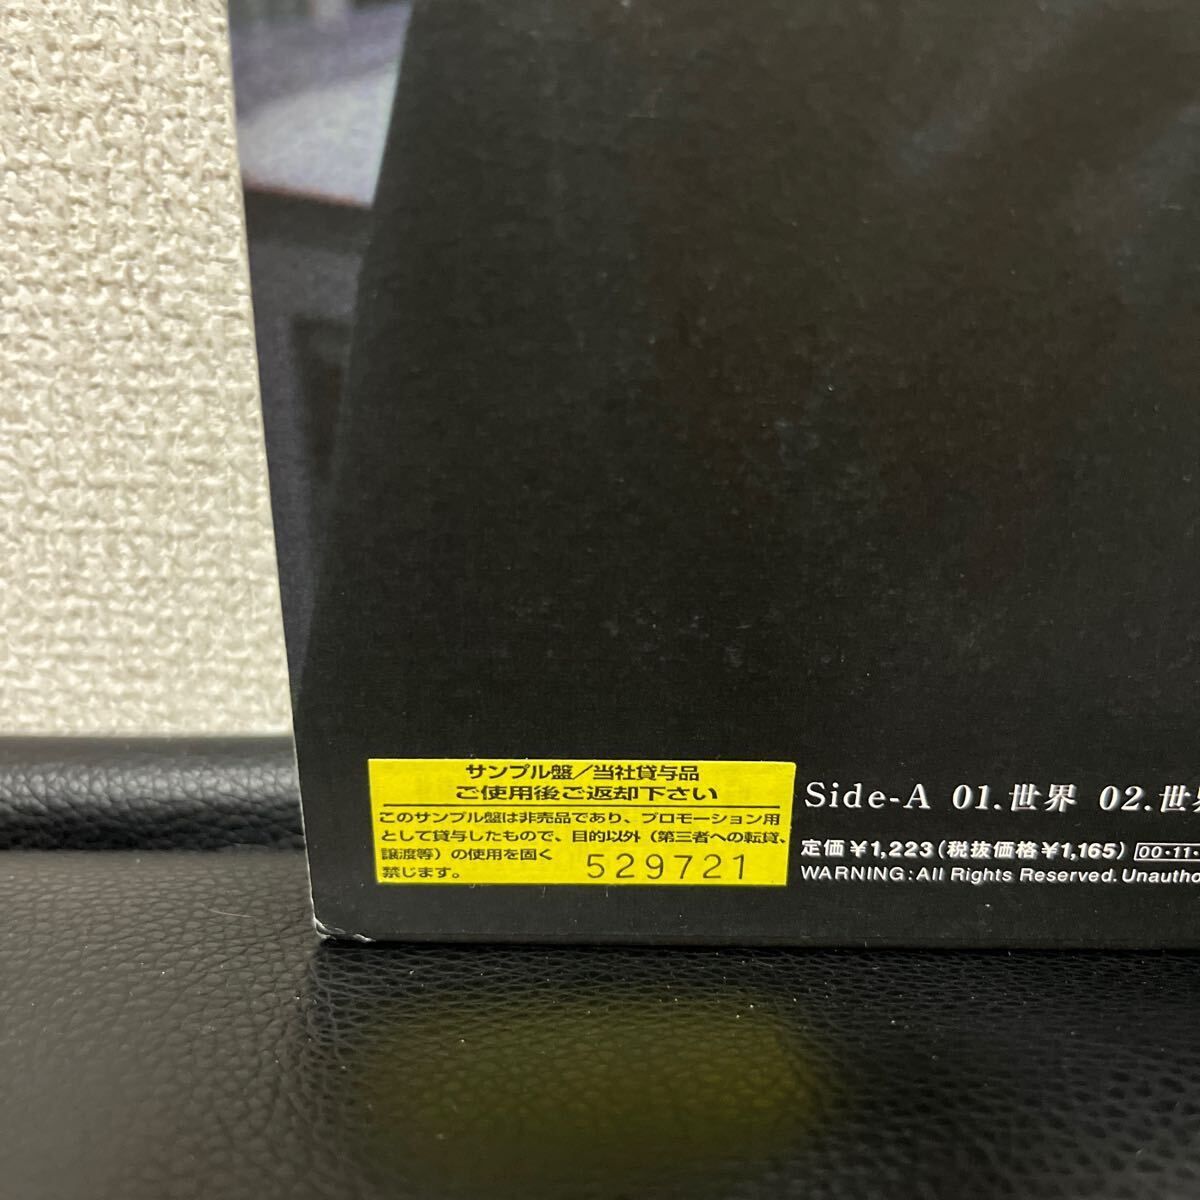 サンプル盤／当社貸与品
ご使用後ご返却下さい
このサンプル盤は非売品であり、プロモーション用
として貸与したもので、目的以外（第三者への転貸、
譲渡等）の使用を固く
禁じます。
529721
Side-A 01.世界 02.世界
定価¥1,223(税抜価格¥1,165) 00・11・
WARNING:All Rights Reserved.Unautho